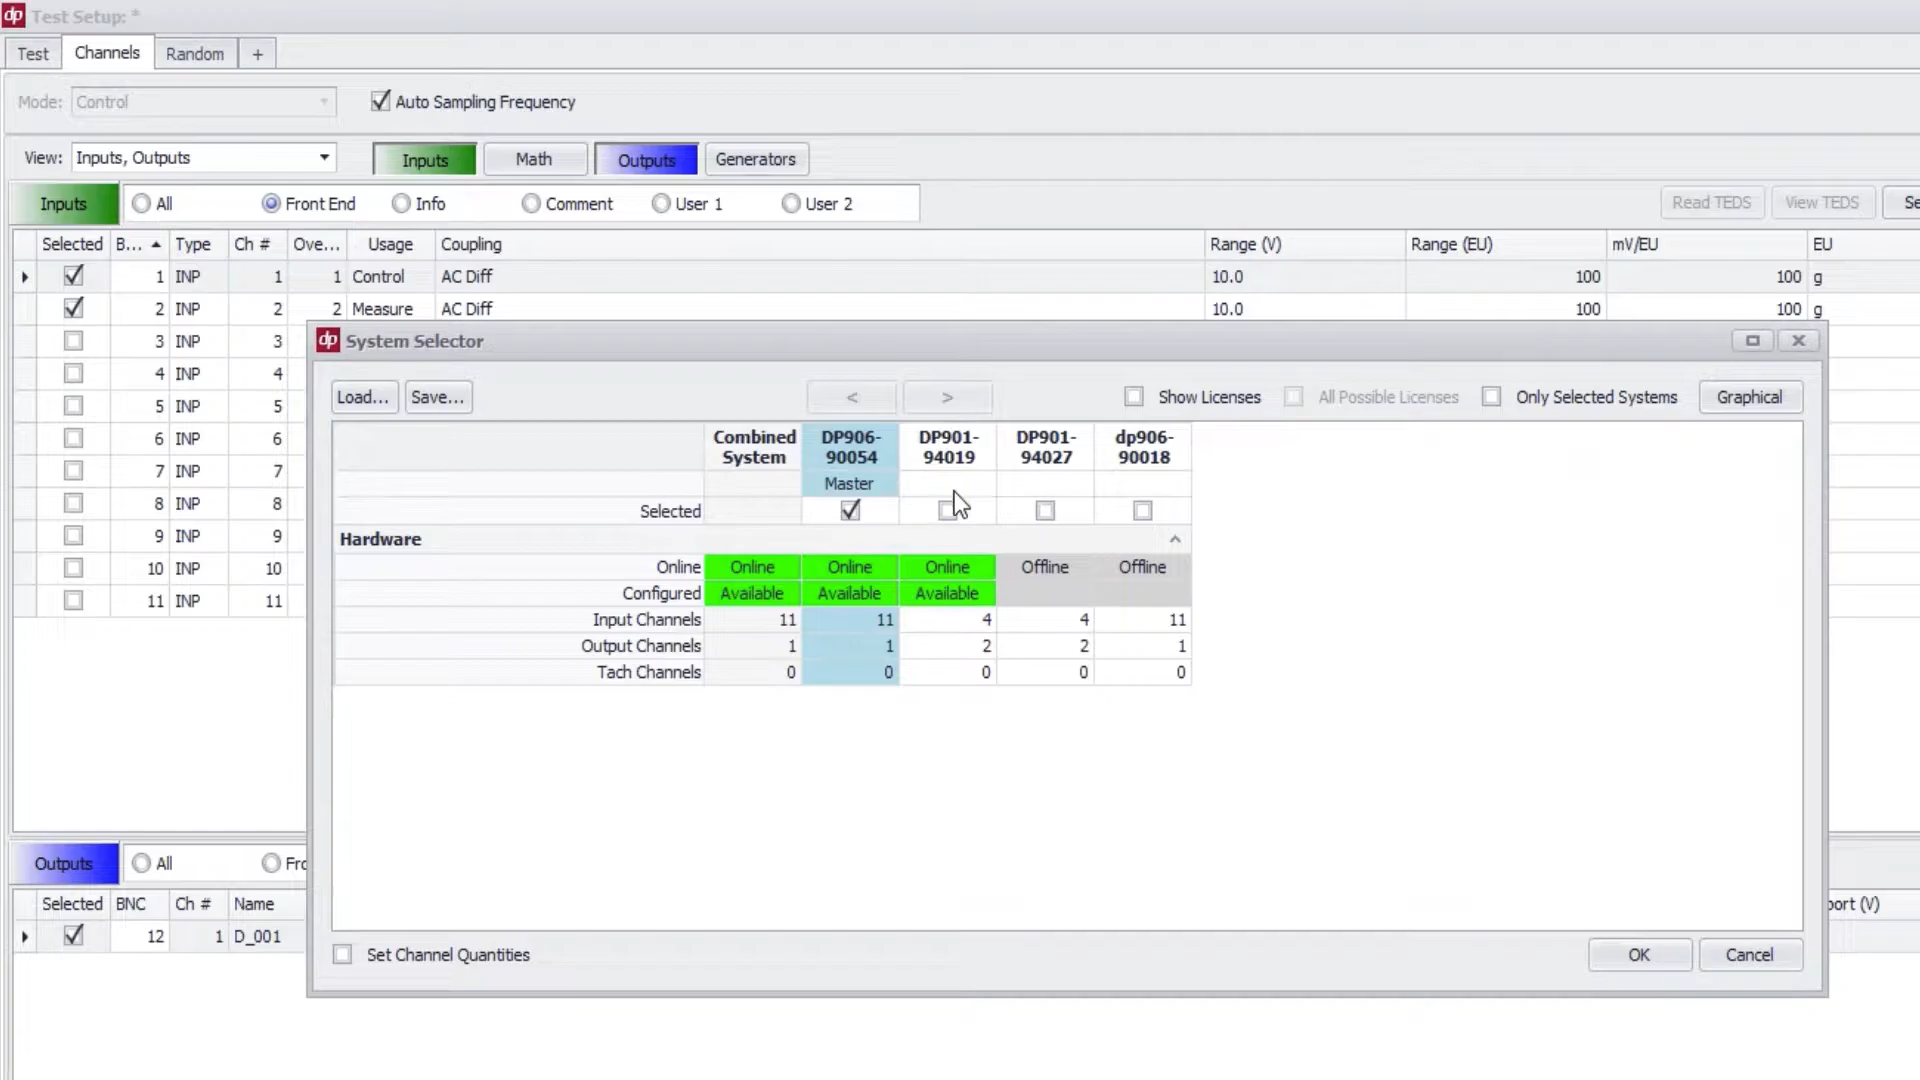 dp Test Setup: *
Test Channels Random +
Mode: Control Auto Sampling Frequency
View: Inputs, Outputs Inputs Math Outputs Generators
Inputs All Front End Info Comment User 1 User 2 Read TEDS View TEDS Se
Selected B... Type Ch # Ove... Usage Coupling Range (V) Range (EU) mV/EU EU
1 INP 1 1 Control AC Diff 10.0 100 100 g
2 INP 2 2 Measure AC Diff 10.0 100 100 g
3 INP 3
4 INP 4
5 INP 5
6 INP 6
7 INP 7
8 INP 8
9 INP 9
10 INP 10
11 INP 11
dp System Selector
Load... Save... < > Show Licenses All Possible Licenses Only Selected Systems Graphical
Combined System DP906-90054 DP901-94019 DP901-94027 dp906-90018
Master
Selected
Hardware
Online Online Online Online Offline Offline
Configured Available Available Available
Input Channels 11 11 4 4 11
Output Channels 1 1 2 2 1
Tach Channels 0 0 0 0 0
Set Channel Quantities OK Cancel
Outputs All Fro
Selected BNC Ch # Name port (V)
12 1 D_001